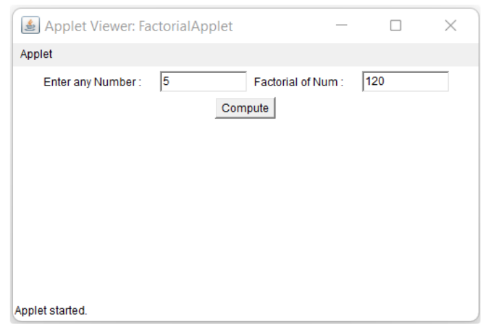 Applet Viewer: FactorialApplet
Applet
Enter any Number : 5 Factorial of Num : 120
Compute
Applet started.